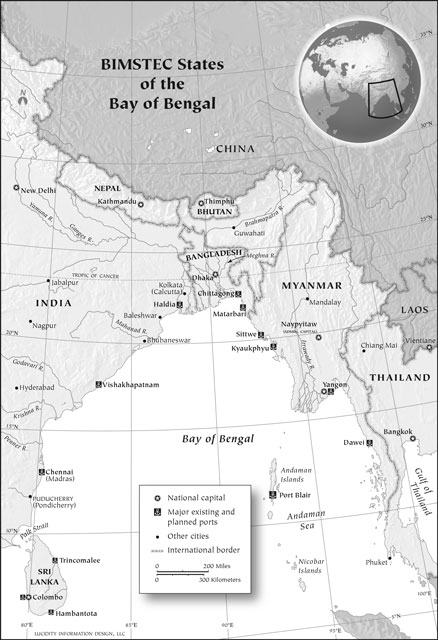 BIMSTEC States
of the
Bay of Bengal
35°N
30°N
CHINA
NEPAL
New Delhi
Kathmandu
Thimphu
BHUTAN
Yamuna R.
Ganges R.
Brahmaputra R.
25°N
Guwahati
BANGLADESH
Meghna R.
Dhaka
TROPIC OF CANCER
Jabalpur
Kolkata
(Calcutta)
Chittagong
MYANMAR
INDIA
Haldia
Matarbari
Mandalay
Baleshwar
LAOS
Nagpur
Mahanad R.
Sittwe
Naypyitaw
(ADMIN. CAPITAL)
20°N
Bhubaneswar
Kyaukphyu
Irrawady R.
Chiang Mai
Vientiane
Godavari R.
THAILAND
Hyderabad
Vishakhapatnam
Yangon
Krishna R.
15°N
Bay of Bengal
Dawei
Bangkok
Penner R.
Chennai
(Madras)
Andaman
Islands
Port Blair
Gulf of
Thailand
PUDUCHERRY
(Pondicherry)
National capital
Major existing and
planned ports
Other cities
International border
0 200 Miles
0 300 Kilometers
Andaman
Sea
10°N
Palk Strait
Trincomalee
Nicobar
Islands
Phuket
SRI
LANKA
Colombo
Hambantota
LUCIDITY INFORMATION DESIGN, LLC
85°E
90°E
95°E
100°E